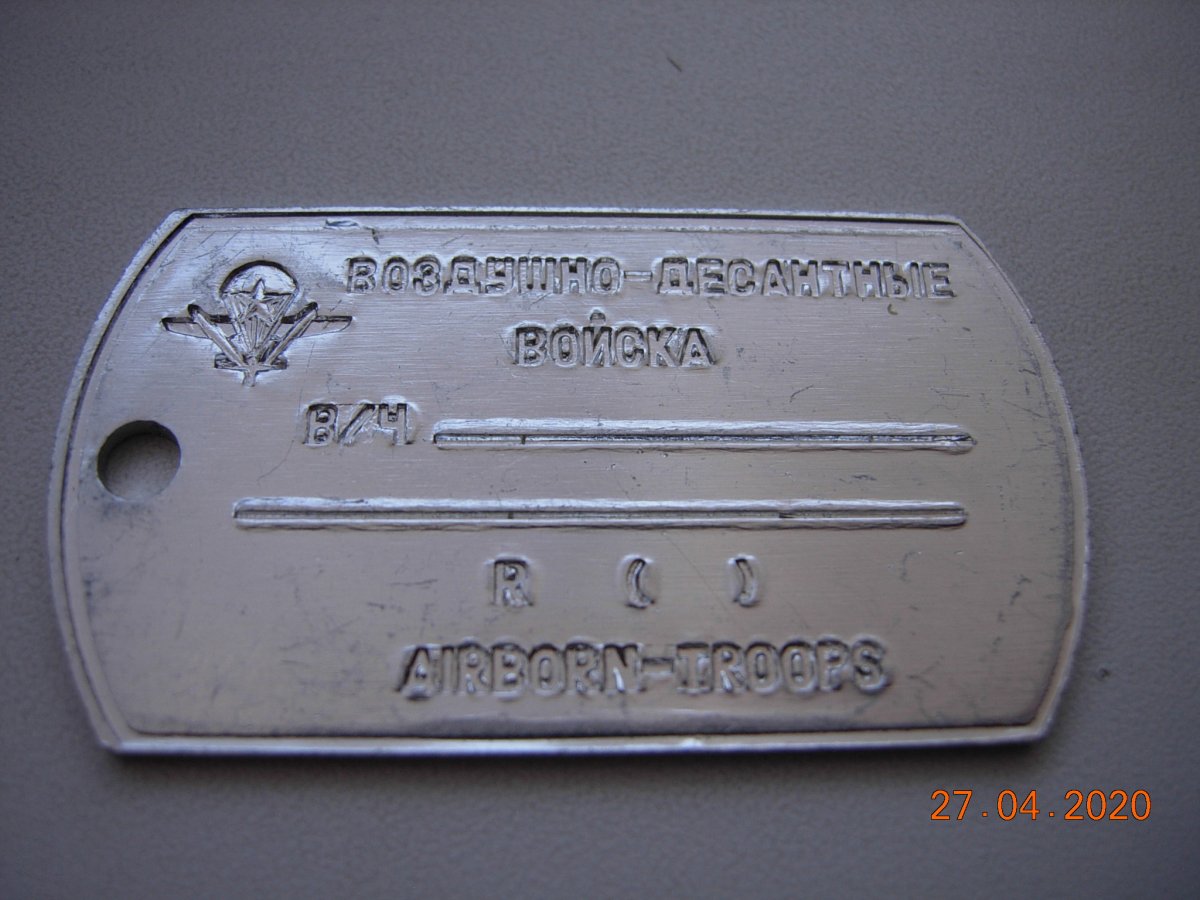 ВОЗДУШНО-ДЕСАНТНЫЕ
ВОЙСКА
В/Ч
R ( )
AIRBORN-TROOPS
27.04.2020